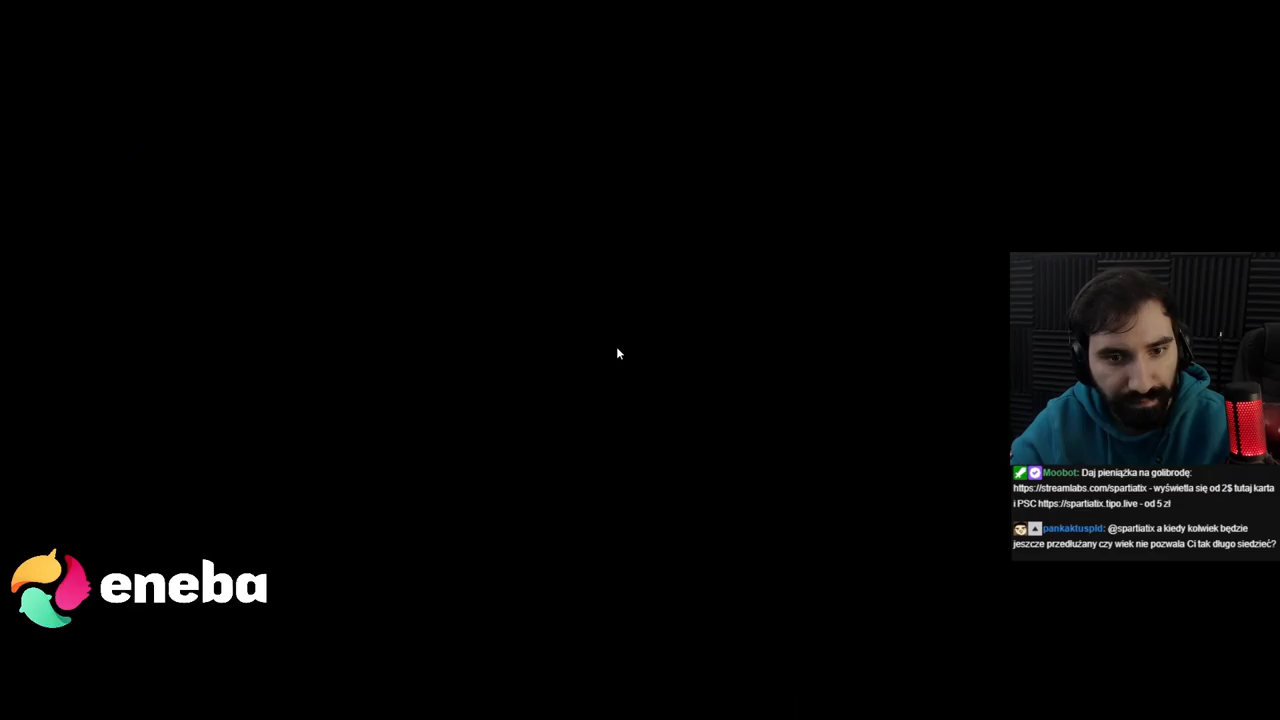 Moobot: Daj pieniążka na golibrodę:
https://streamlabs.com/spartiatix - wyświetla się od 2$ tutaj karta
i PSC https://spartiatix.tipo.live - od 5 zł
pankaktuspld: @spartiatix a kiedy kolwiek będzie
jeszcze przedłużany czy wiek nie pozwala Ci tak długo siedzieć?
eneba